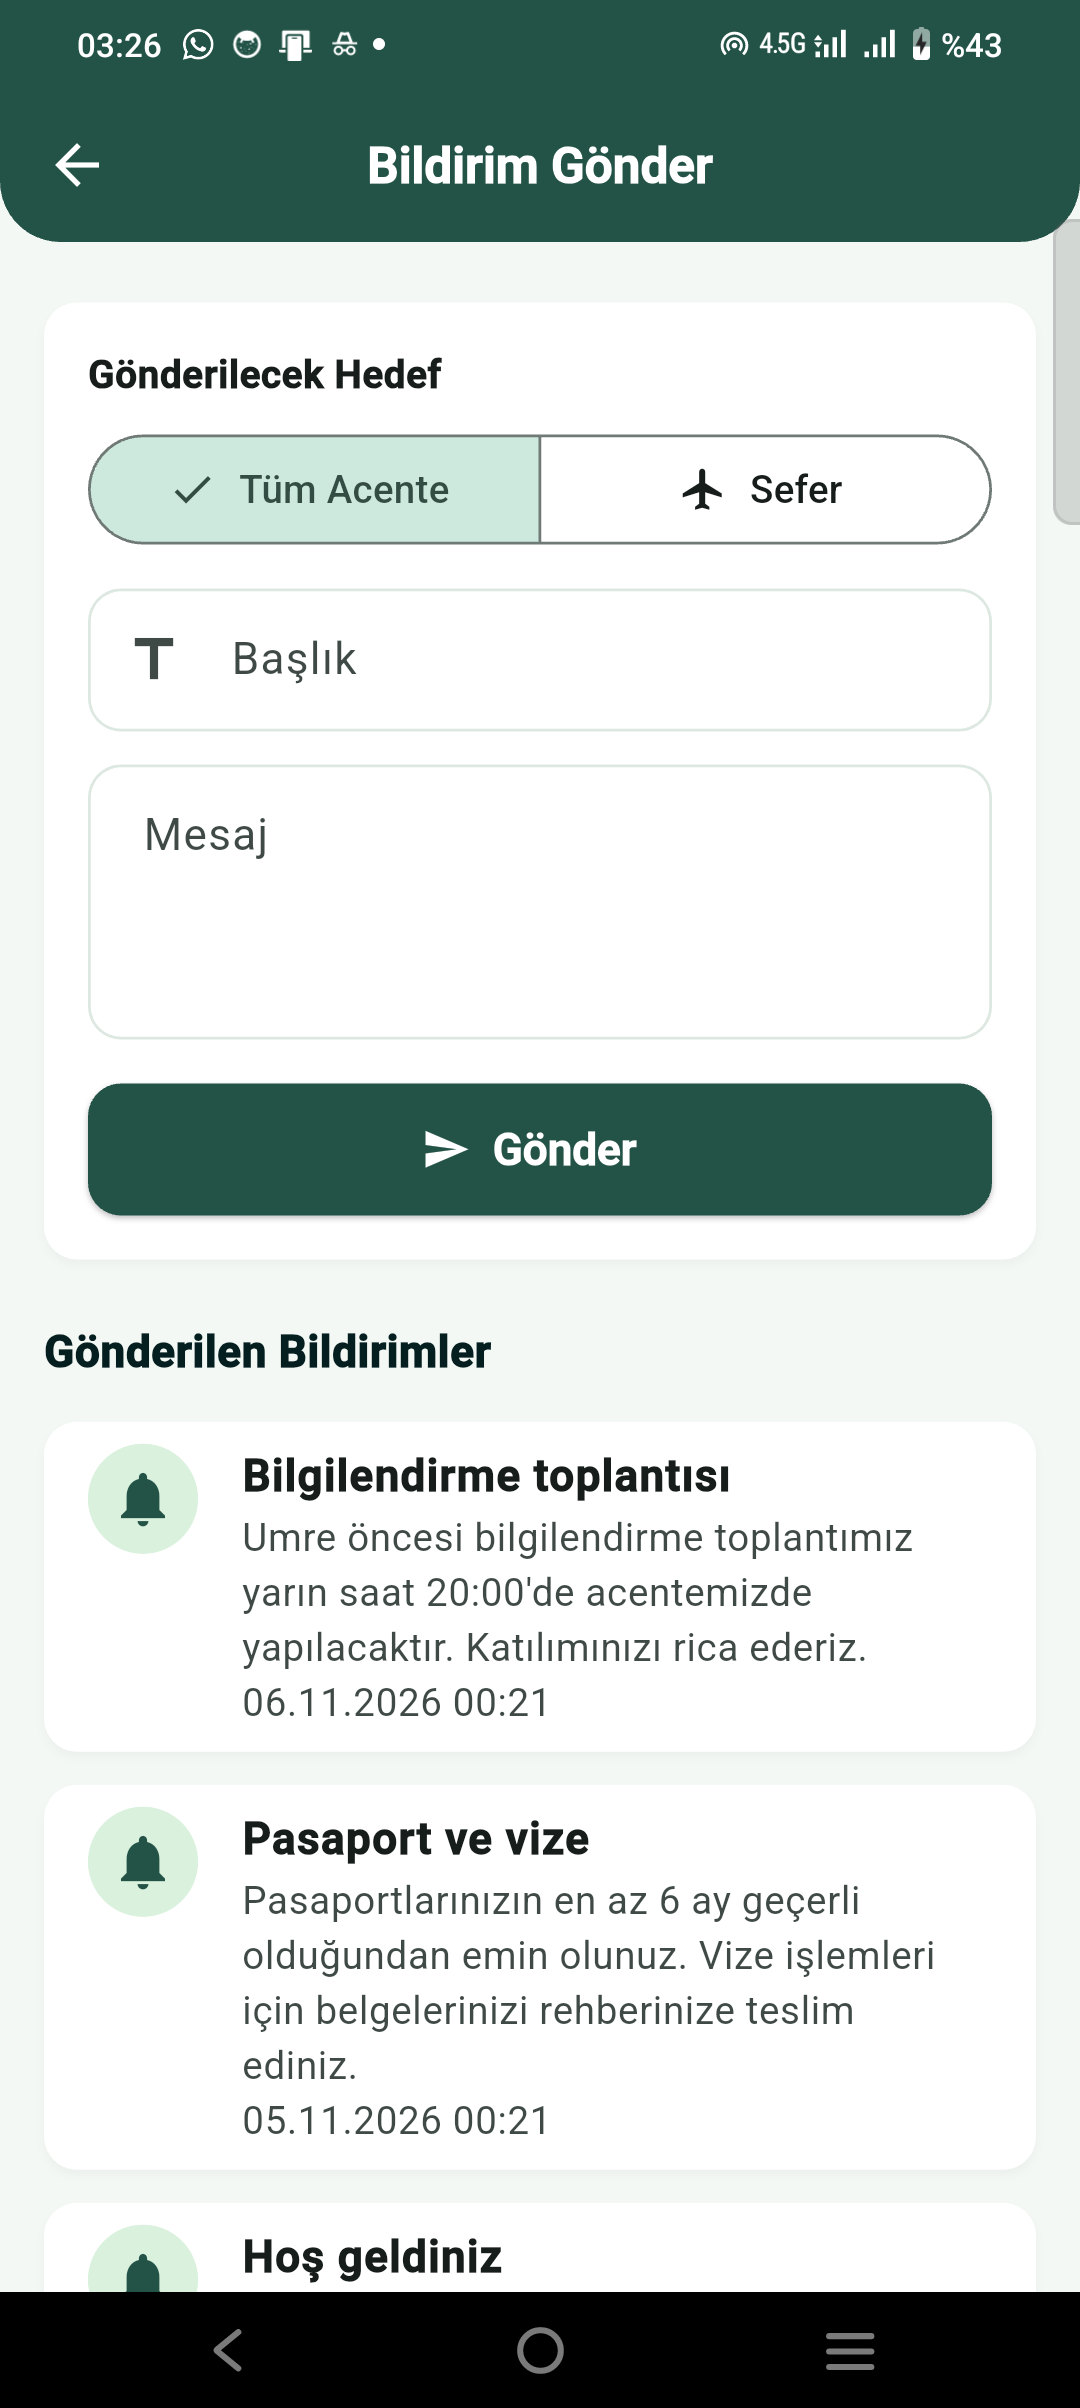 03:26 4.5G %43
Bildirim Gönder
Gönderilecek Hedef
Tüm Acente Sefer
Başlık
Mesaj
Gönder
Gönderilen Bildirimler
Bilgilendirme toplantısı
Umre öncesi bilgilendirme toplantımız
yarın saat 20:00'de acentemizde
yapılacaktır. Katılımınızı rica ederiz.
06.11.2026 00:21
Pasaport ve vize
Pasaportlarınızın en az 6 ay geçerli
olduğundan emin olunuz. Vize işlemleri
için belgelerinizi rehberinize teslim
ediniz.
05.11.2026 00:21
Hoş geldiniz